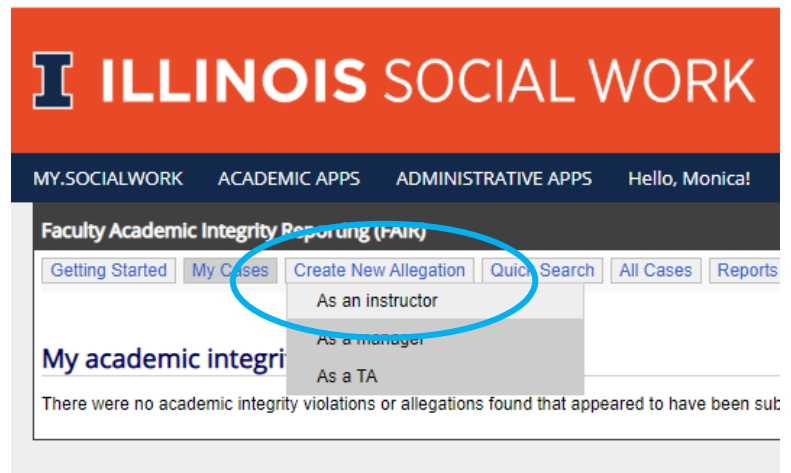 I ILLINOIS SOCIAL WORK
MY.SOCIALWORK ACADEMIC APPS ADMINISTRATIVE APPS Hello, Monica!
Faculty Academic Integrity Reporting (FAIR)
Getting Started My Cases Create New Allegation Quick Search All Cases Reports
As an instructor
As a manager
My academic integri
As a TA
There were no academic integrity violations or allegations found that appeared to have been sub